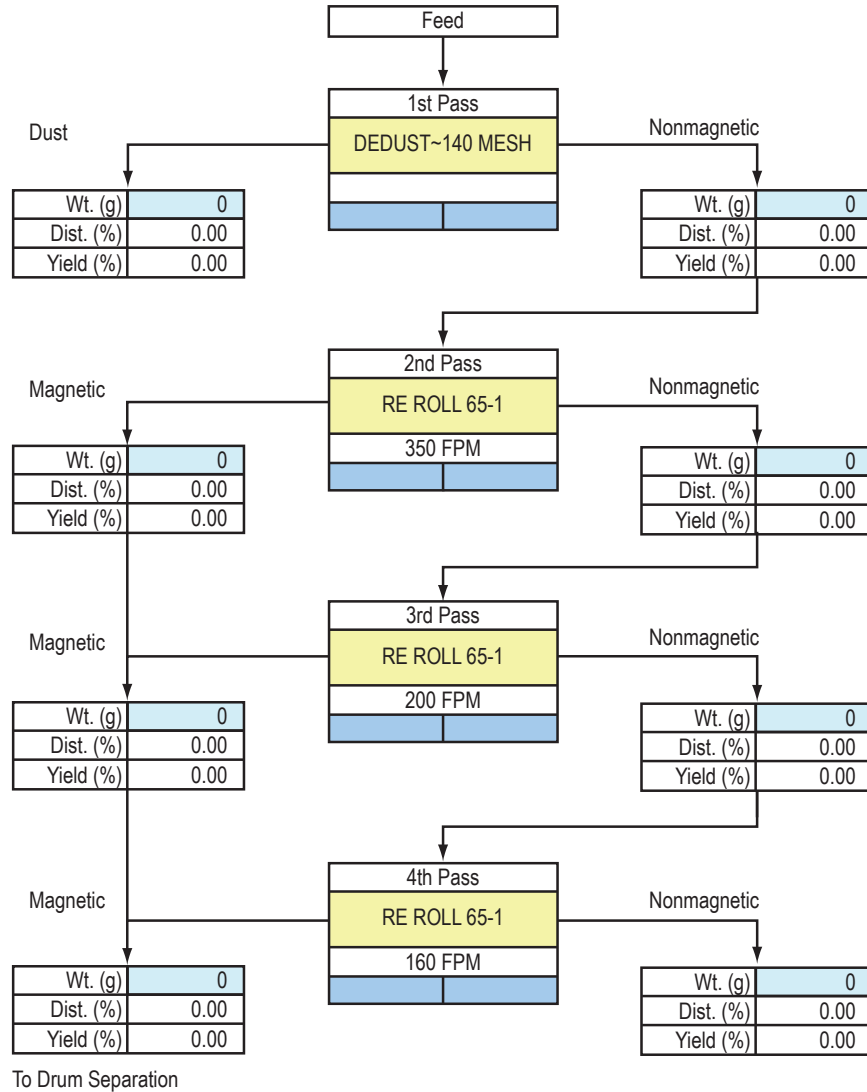 Feed
1st Pass
Dust
Nonmagnetic
DEDUST~140 MESH
Wt. (g) 0
Dist. (%) 0.00
Yield (%) 0.00
Wt. (g) 0
Dist. (%) 0.00
Yield (%) 0.00
2nd Pass
Magnetic
Nonmagnetic
RE ROLL 65-1
350 FPM
Wt. (g) 0
Dist. (%) 0.00
Yield (%) 0.00
Wt. (g) 0
Dist. (%) 0.00
Yield (%) 0.00
3rd Pass
Magnetic
Nonmagnetic
RE ROLL 65-1
200 FPM
Wt. (g) 0
Dist. (%) 0.00
Yield (%) 0.00
Wt. (g) 0
Dist. (%) 0.00
Yield (%) 0.00
4th Pass
Magnetic
Nonmagnetic
RE ROLL 65-1
160 FPM
Wt. (g) 0
Dist. (%) 0.00
Yield (%) 0.00
Wt. (g) 0
Dist. (%) 0.00
Yield (%) 0.00
To Drum Separation